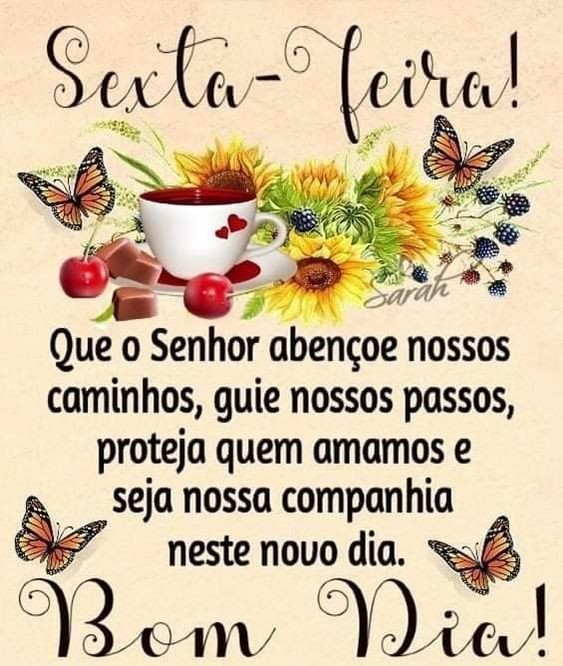 Sexta-feira!
Sarah
Que o Senhor abençoe nossos
caminhos, guie nossos passos,
proteja quem amamos e
seja nossa companhia
neste novo dia.
Bom Dia!